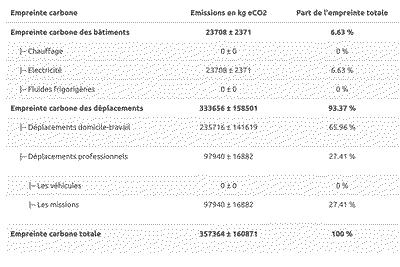 Empreinte carbone Emissions en kg eCO2 Part de l'empreinte totale
Empreinte carbone des bâtiments 23708 ± 2371 6.63 %
|-- Chauffage 0 ± 0 0 %
|-- Electricité 23708 ± 2371 6.63 %
|-- Fluides frigorigènes 0 ± 0 0 %
Empreinte carbone des déplacements 333656 ± 158501 93.37 %
|-- Déplacements domicile-travail 235716 ± 141619 65.96 %
|-- Déplacements professionnels 97940 ± 16882 27.41 %
|-- Les véhicules 0 ± 0 0 %
|-- Les missions 97940 ± 16882 27.41 %
Empreinte carbone totale 357364 ± 160871 100 %